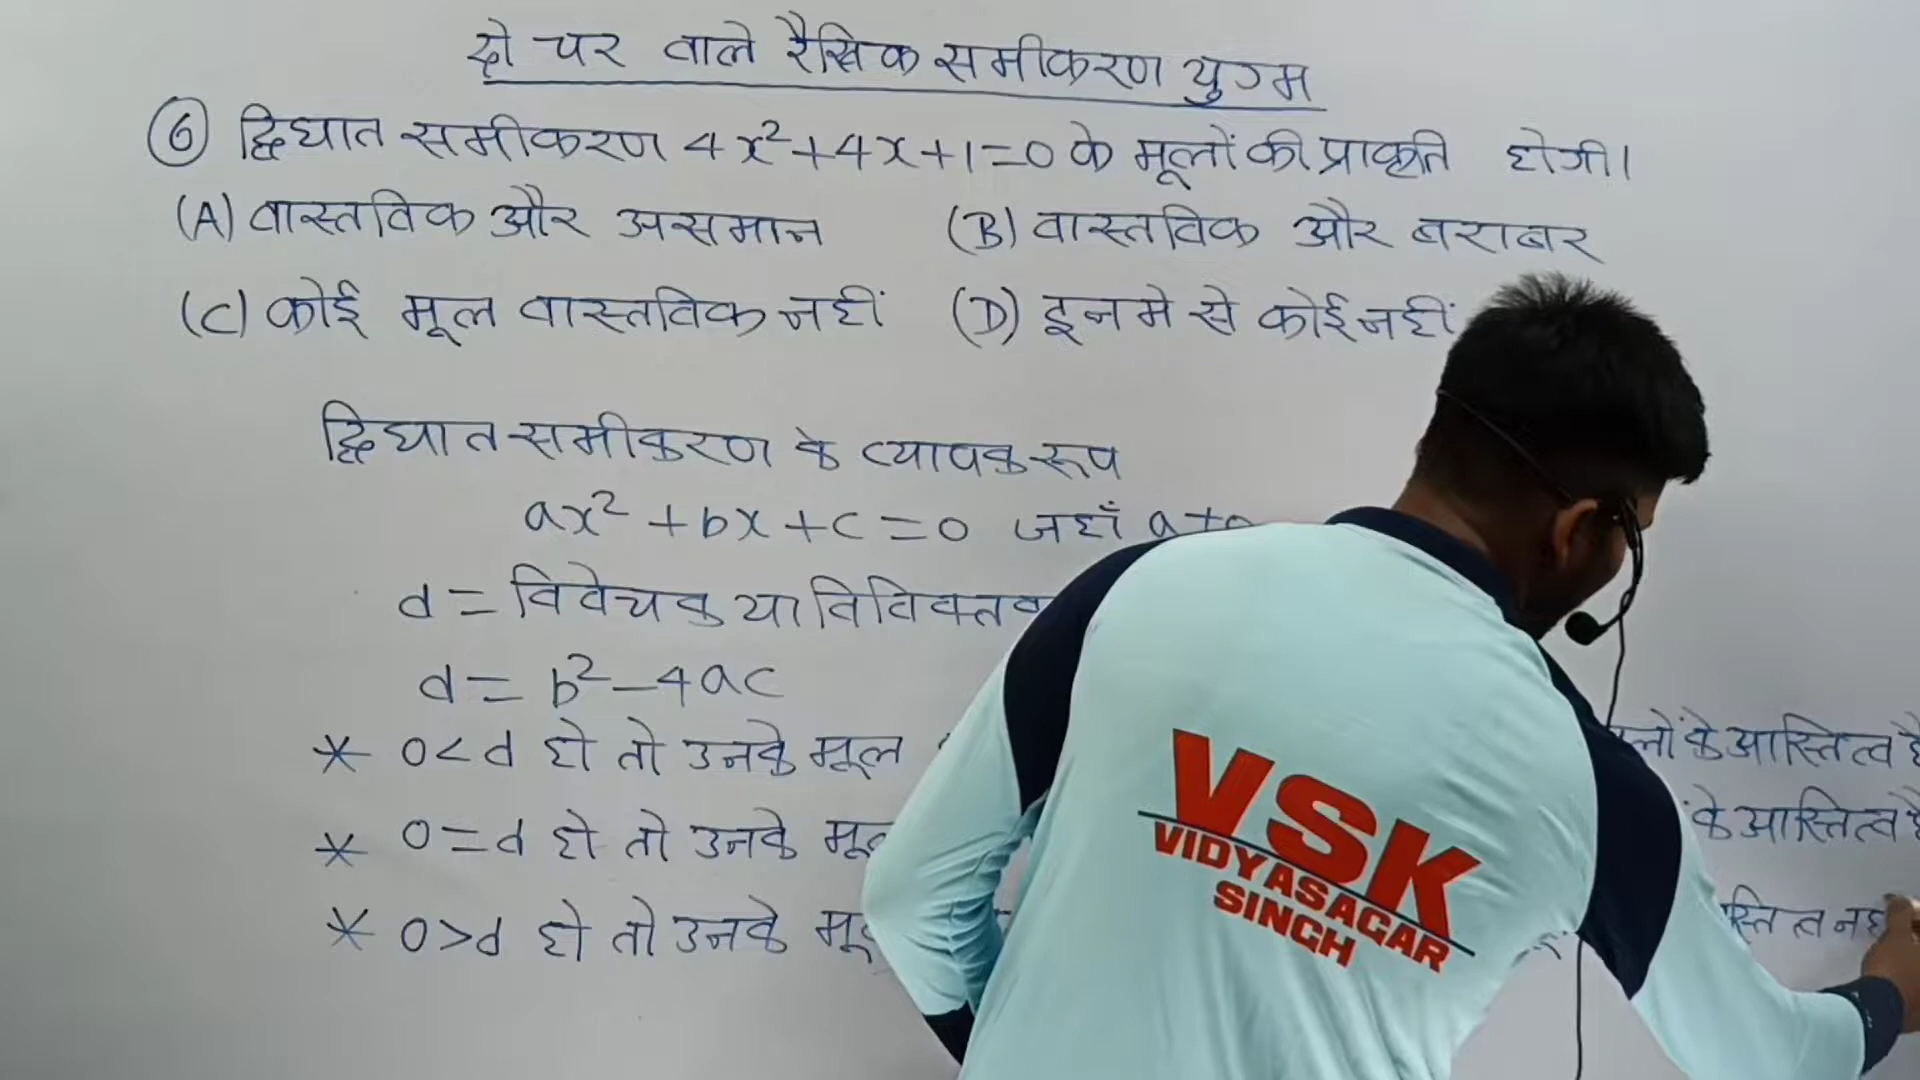 दो चर वाले रैखिक समीकरण युग्म
⑥ द्विघात समीकरण 4x²+4x+1=0 के मूलों की प्राकृति होगी।
(A) वास्तविक और असमान (B) वास्तविक और बराबर
(C) कोई मूल वास्तविक नहीं (D) इनमे से कोई नहीं
द्विघात समीकरण के व्यापक रूप
ax² + bx + c = 0 जहाँ a
d = विवेचक या
d = b² - 4ac
* 0 < d हो तो उनके मूल के आस्तित्व
* 0 = d हो तो उनके के आस्तित्व
* 0 > d हो तो उनके
VSK
VIDYASAGAR
SINGH